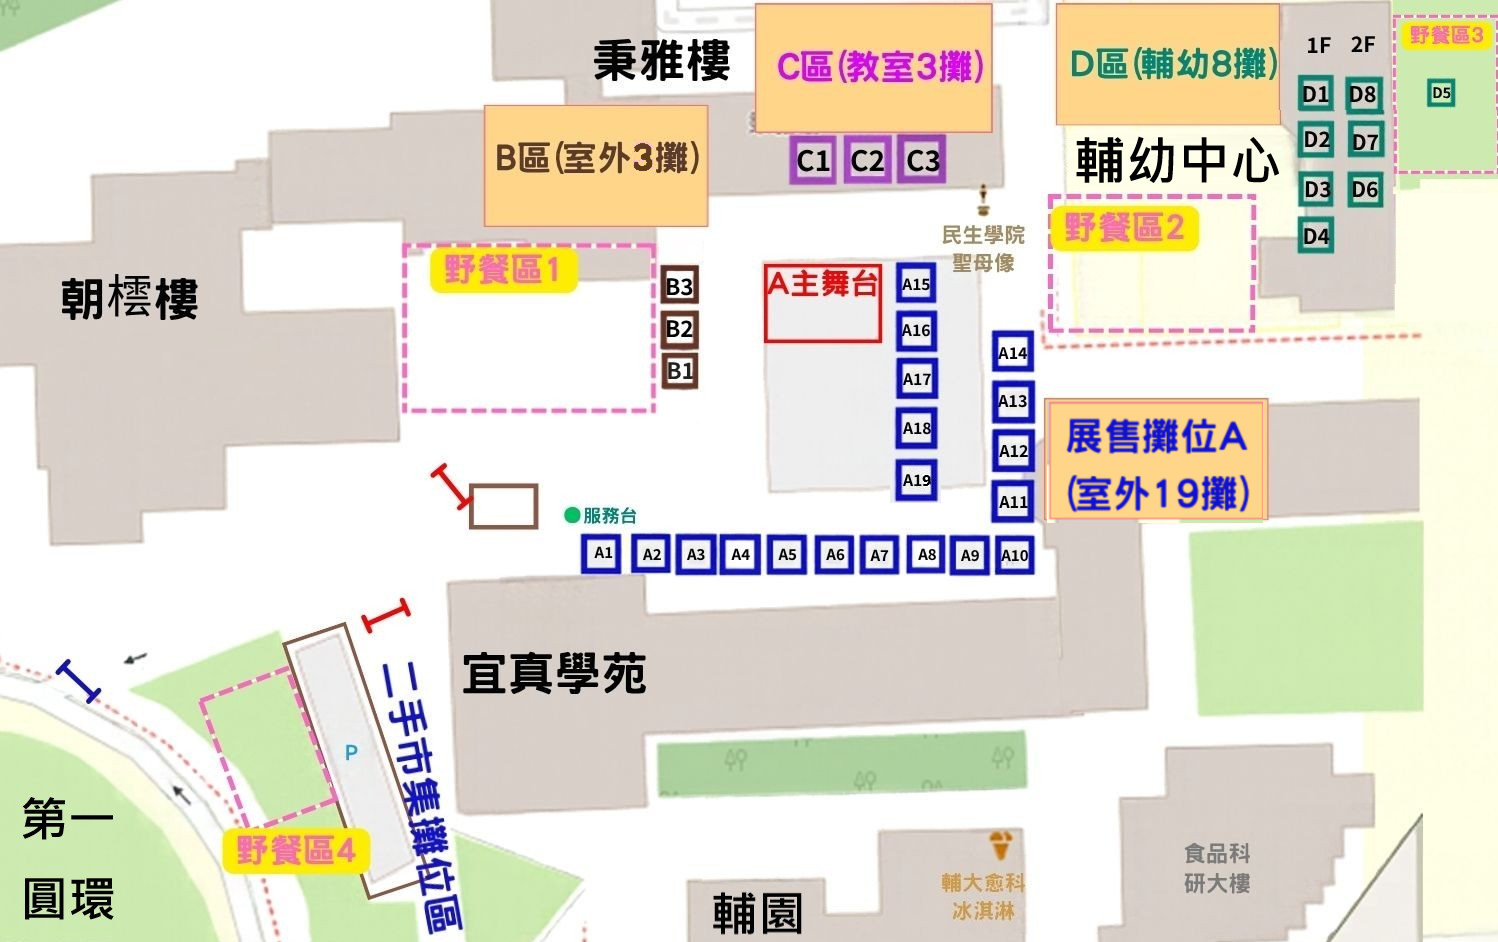 秉雅樓
C區(教室3攤)
D區(輔幼8攤)
1F 2F
野餐區3
D1 D8
D5
D2 D7
D3 D6
D4
B區(室外3攤)
C1 C2 C3
輔幼中心
民生學院
聖母像
野餐區2
野餐區1
朝橒樓
B3
B2
B1
A主舞台
A15
A16
A17
A18
A19
A14
A13
A12
A11
展售攤位A
(室外19攤)
服務台
A1 A2 A3 A4 A5 A6 A7 A8 A9 A10
宜真學苑
二手市集攤位區
P
野餐區4
第一
圓環
輔園
輔大愈科
冰淇淋
食品科
研大樓